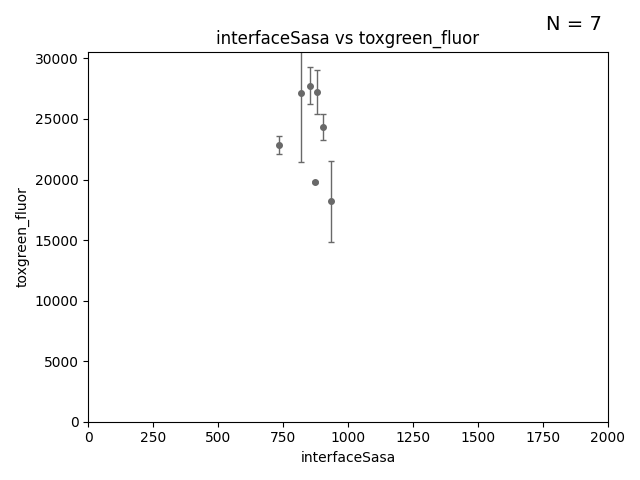 N = 7
interfaceSasa vs toxgreen_fluor
30000
25000
20000
15000
10000
5000
0
toxgreen_fluor
0 250 500 750 1000 1250 1500 1750 2000
interfaceSasa